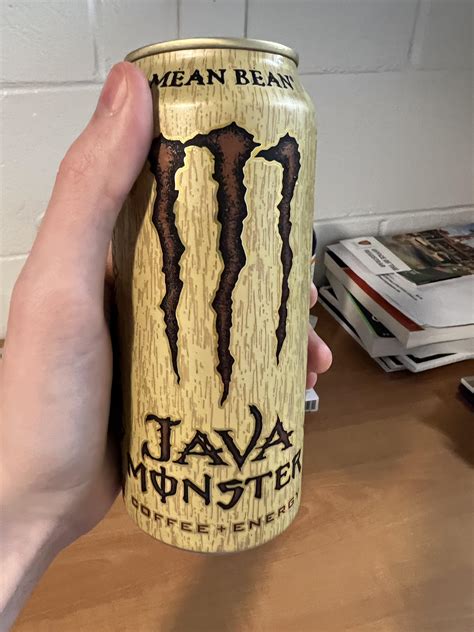 MEAN BEAN
JAVA
MONSTER
COFFEE + ENERGY